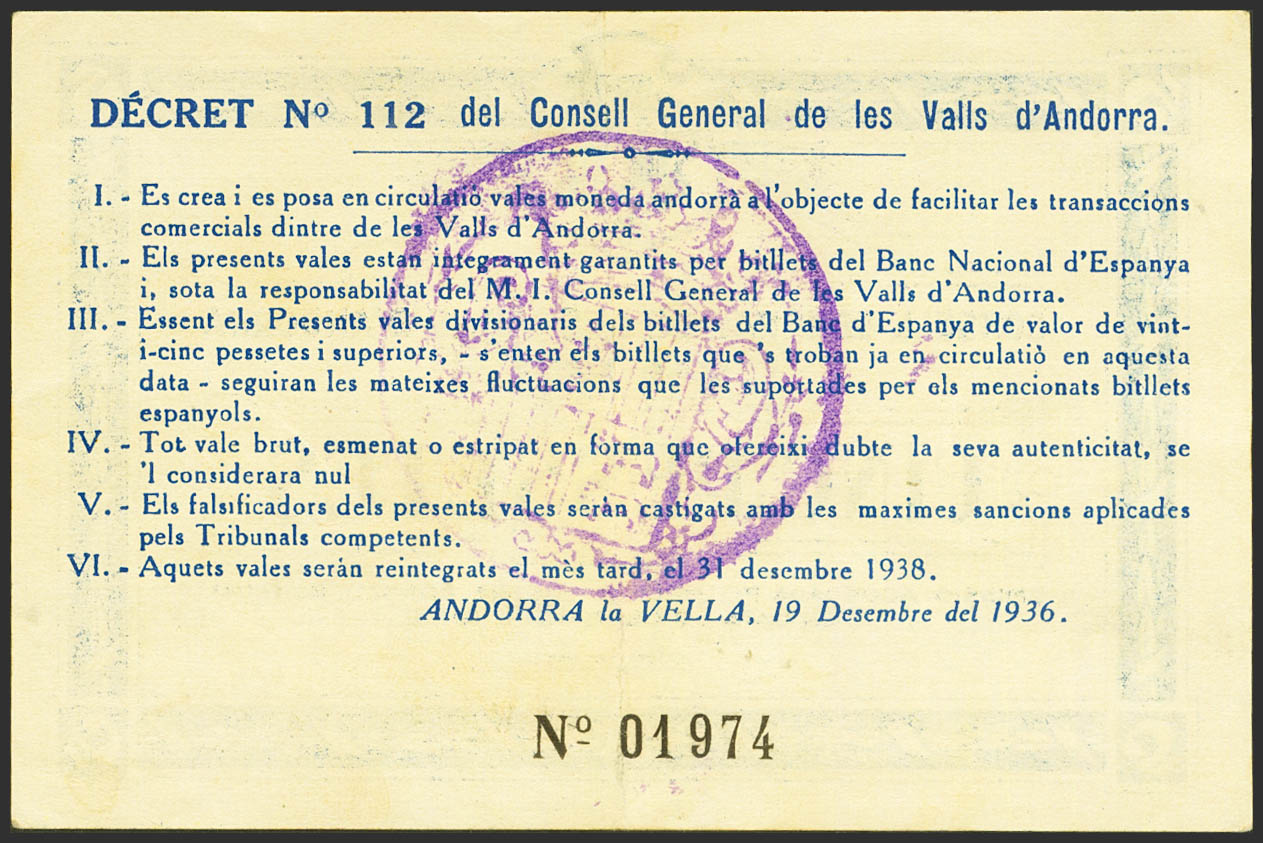 DÉCRET Nº 112 del Consell General de les Valls d'Andorra.
I. - Es crea i es posa en circulatiò vales moneda andorrà a l'objecte de facilitar les transaccions
comercials dintre de les Valls d'Andorra.
II. - Els presents vales están integrament garantits per bitllets del Banc Nacional d'Espanya
i, sota la responsabilitat del M. I. Consell General de les Valls d'Andorra.
III. - Essent els Presents vales divisionaris dels bitllets del Banc d'Espanya de valor de vint-
i-cinc pessetes i superiors, - s'enten els bitllets que 's troban ja en circulatiò en aquesta
data - seguiran les mateixes fluctuacions que les suportades per els mencionats bitllets
espanyols.
IV. - Tot vale brut, esmenat o estripat en forma que ofereixi dubte la seva autenticitat, se
'l considerara nul
V. - Els falsificadors dels presents vales seràn castigats amb les maximes sancions aplicades
pels Tribunals competents.
VI. - Aquets vales seràn reintegrats el mès tard, el 31 desembre 1938.
ANDORRA la VELLA, 19 Desembre del 1936.
Nº 01974